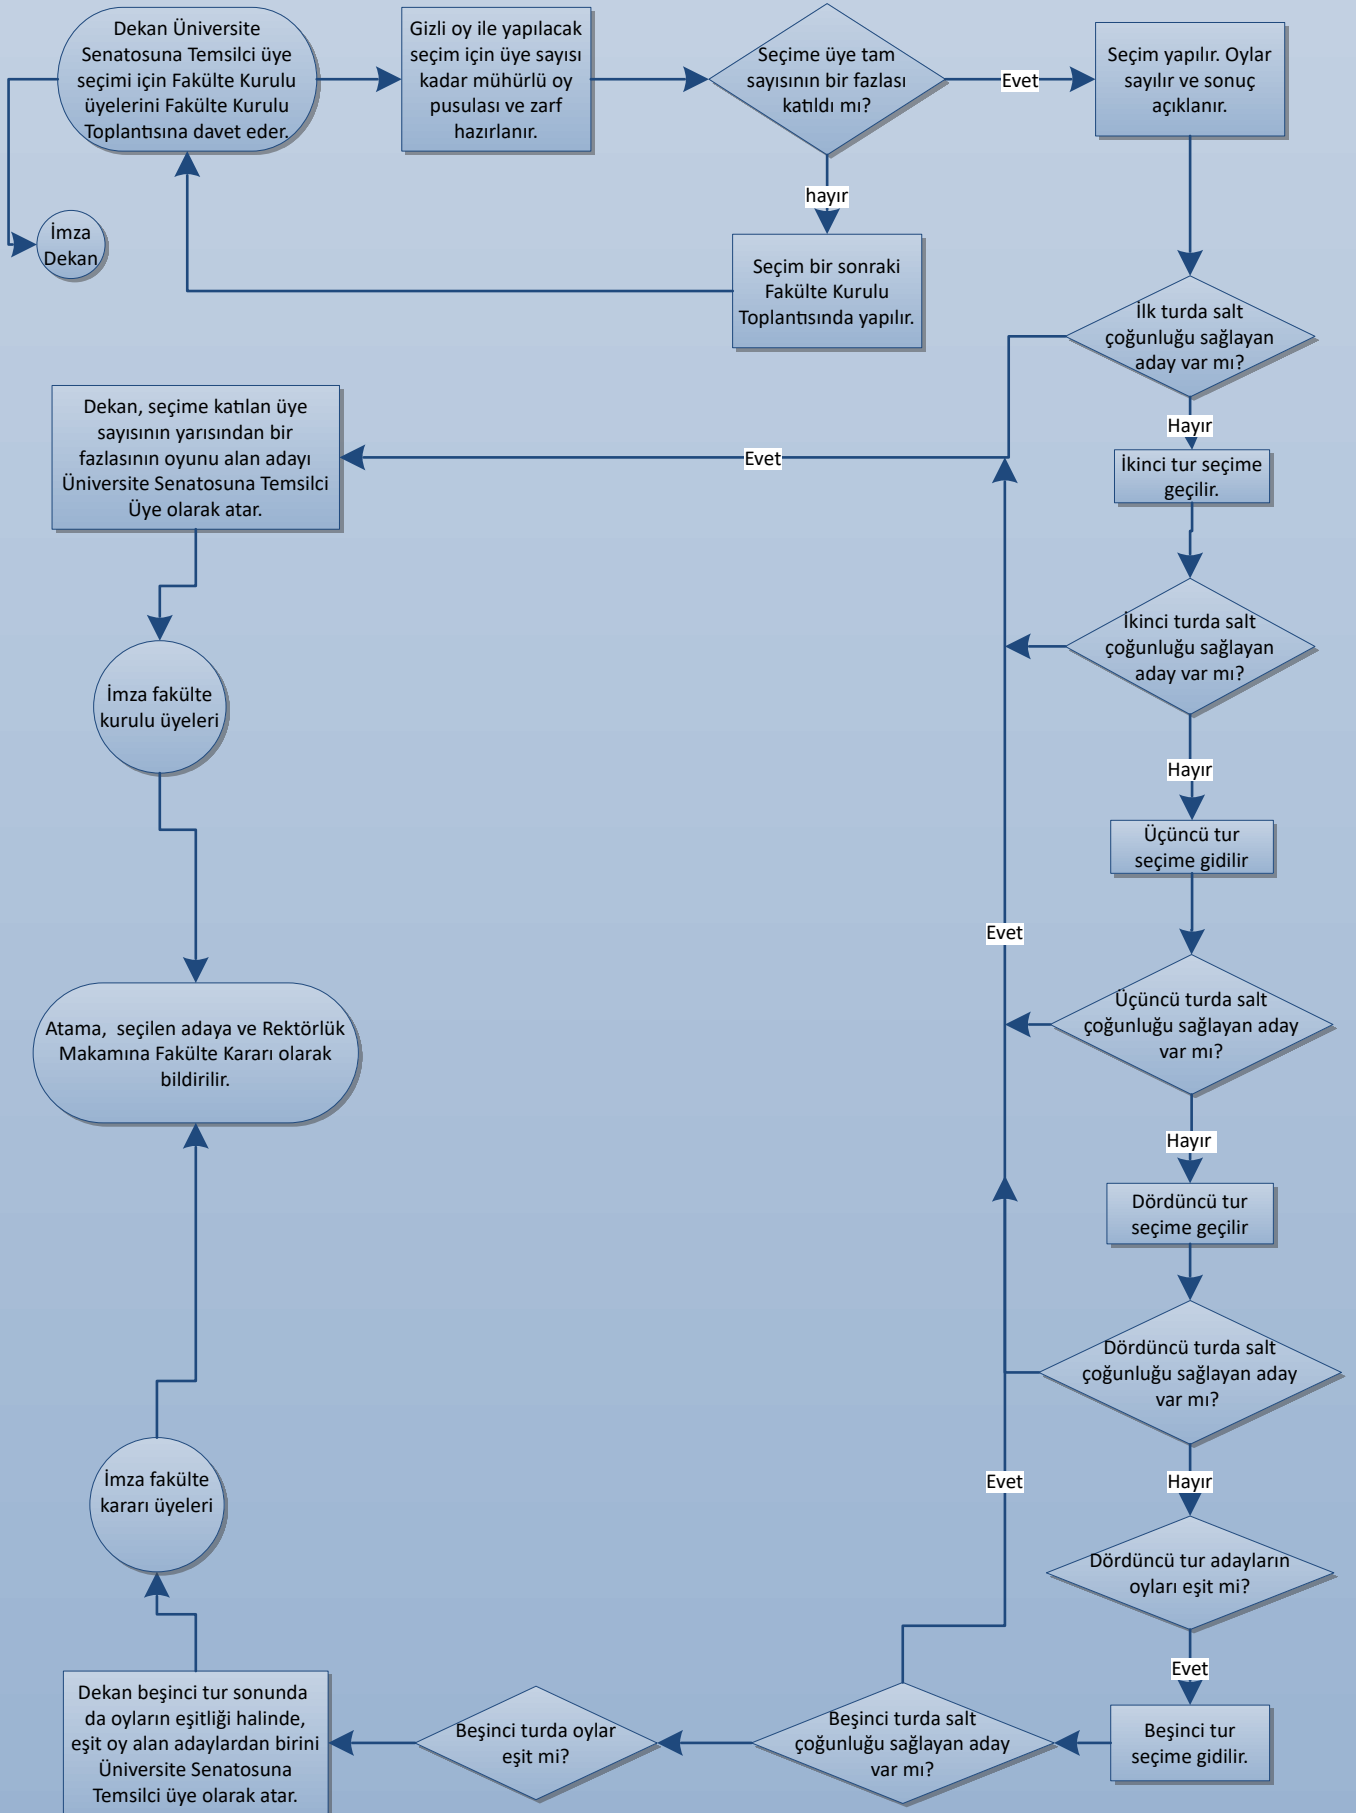 Dekan Üniversite
Senatosuna Temsilci üye
seçimi için Fakülte Kurulu
üyelerini Fakülte Kurulu
Toplantısına davet eder.
Gizli oy ile yapılacak
seçim için üye sayısı
kadar mühürlü oy
pusulası ve zarf
hazırlanır.
Seçime üye tam
sayısının bir fazlası
katıldı mı?
Evet
Seçim yapılır. Oylar
sayılır ve sonuç
açıklanır.
hayır
İmza
Dekan
Seçim bir sonraki
Fakülte Kurulu
Toplantısında yapılır.
İlk turda salt
çoğunluğu sağlayan
aday var mı?
Hayır
Evet
Dekan, seçime katılan üye
sayısının yarısından bir
fazlasının oyunu alan adayı
Üniversite Senatosuna Temsilci
Üye olarak atar.
İkinci tur seçime
geçilir.
İkinci turda salt
çoğunluğu sağlayan
aday var mı?
İmza fakülte
kurulu üyeleri
Hayır
Üçüncü tur
seçime gidilir
Evet
Üçüncü turda salt
çoğunluğu sağlayan aday
var mı?
Atama,  seçilen adaya ve Rektörlük
Makamına Fakülte Kararı olarak
bildirilir.
Hayır
Dördüncü tur
seçime geçilir
Dördüncü turda salt
çoğunluğu sağlayan aday
var mı?
Evet
Hayır
İmza fakülte
kararı üyeleri
Dördüncü tur adayların
oyları eşit mi?
Evet
Beşinci tur
seçime gidilir.
Beşinci turda salt
çoğunluğu sağlayan aday
var mı?
Beşinci turda oylar
eşit mi?
Dekan beşinci tur sonunda
da oyların eşitliği halinde,
eşit oy alan adaylardan birini
Üniversite Senatosuna
Temsilci üye olarak atar.